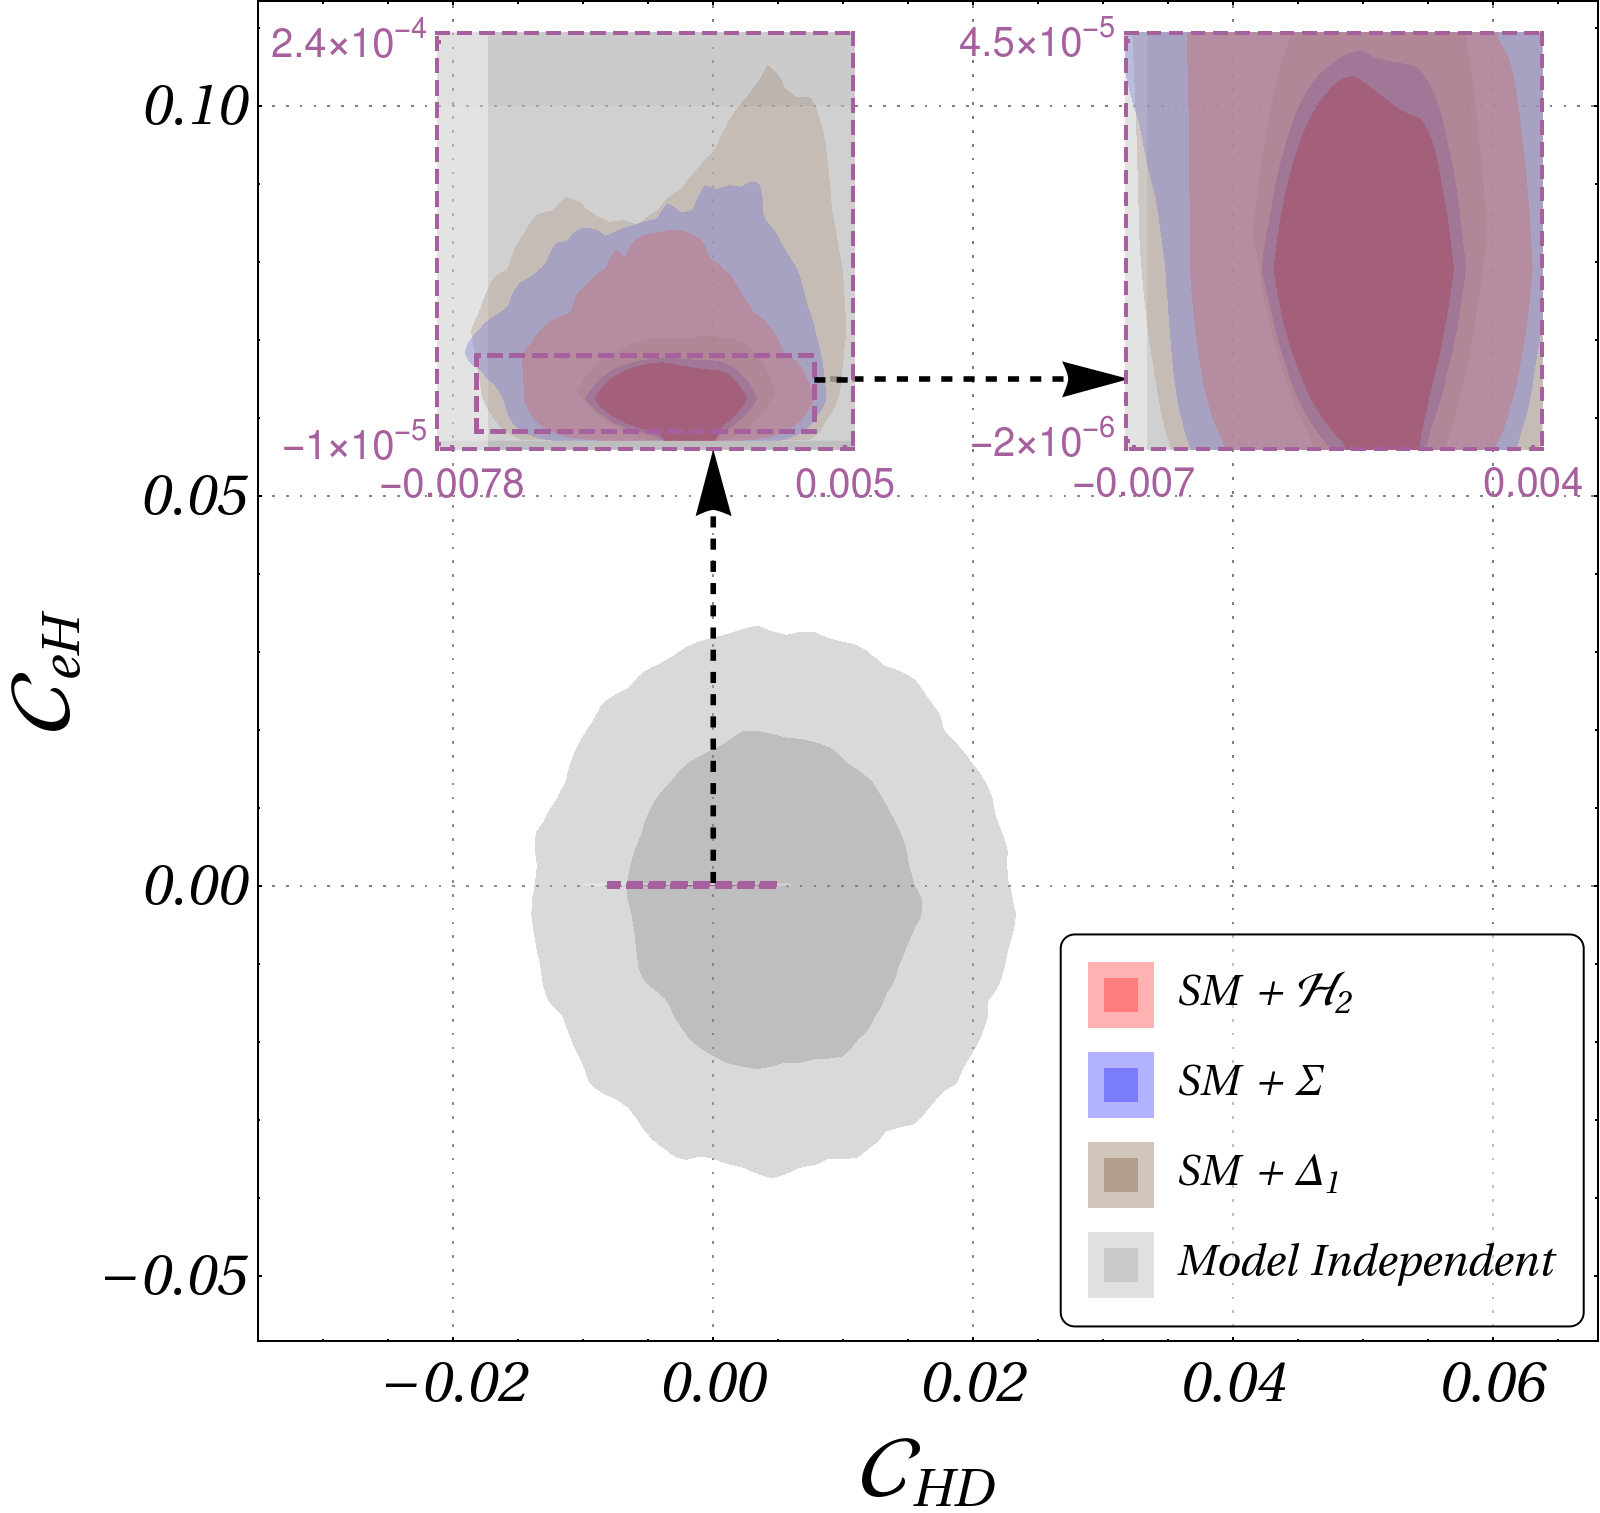 2.4×10⁻⁴
4.5×10⁻⁵
0.10
−1×10⁻⁵
−2×10⁻⁶
−0.0078
0.005
−0.007
0.004
0.05
𝒞eH
0.00
SM + ℋ₂
SM + Σ
SM + Δ₁
Model Independent
−0.05
−0.02
0.00
0.02
0.04
0.06
𝒞HD